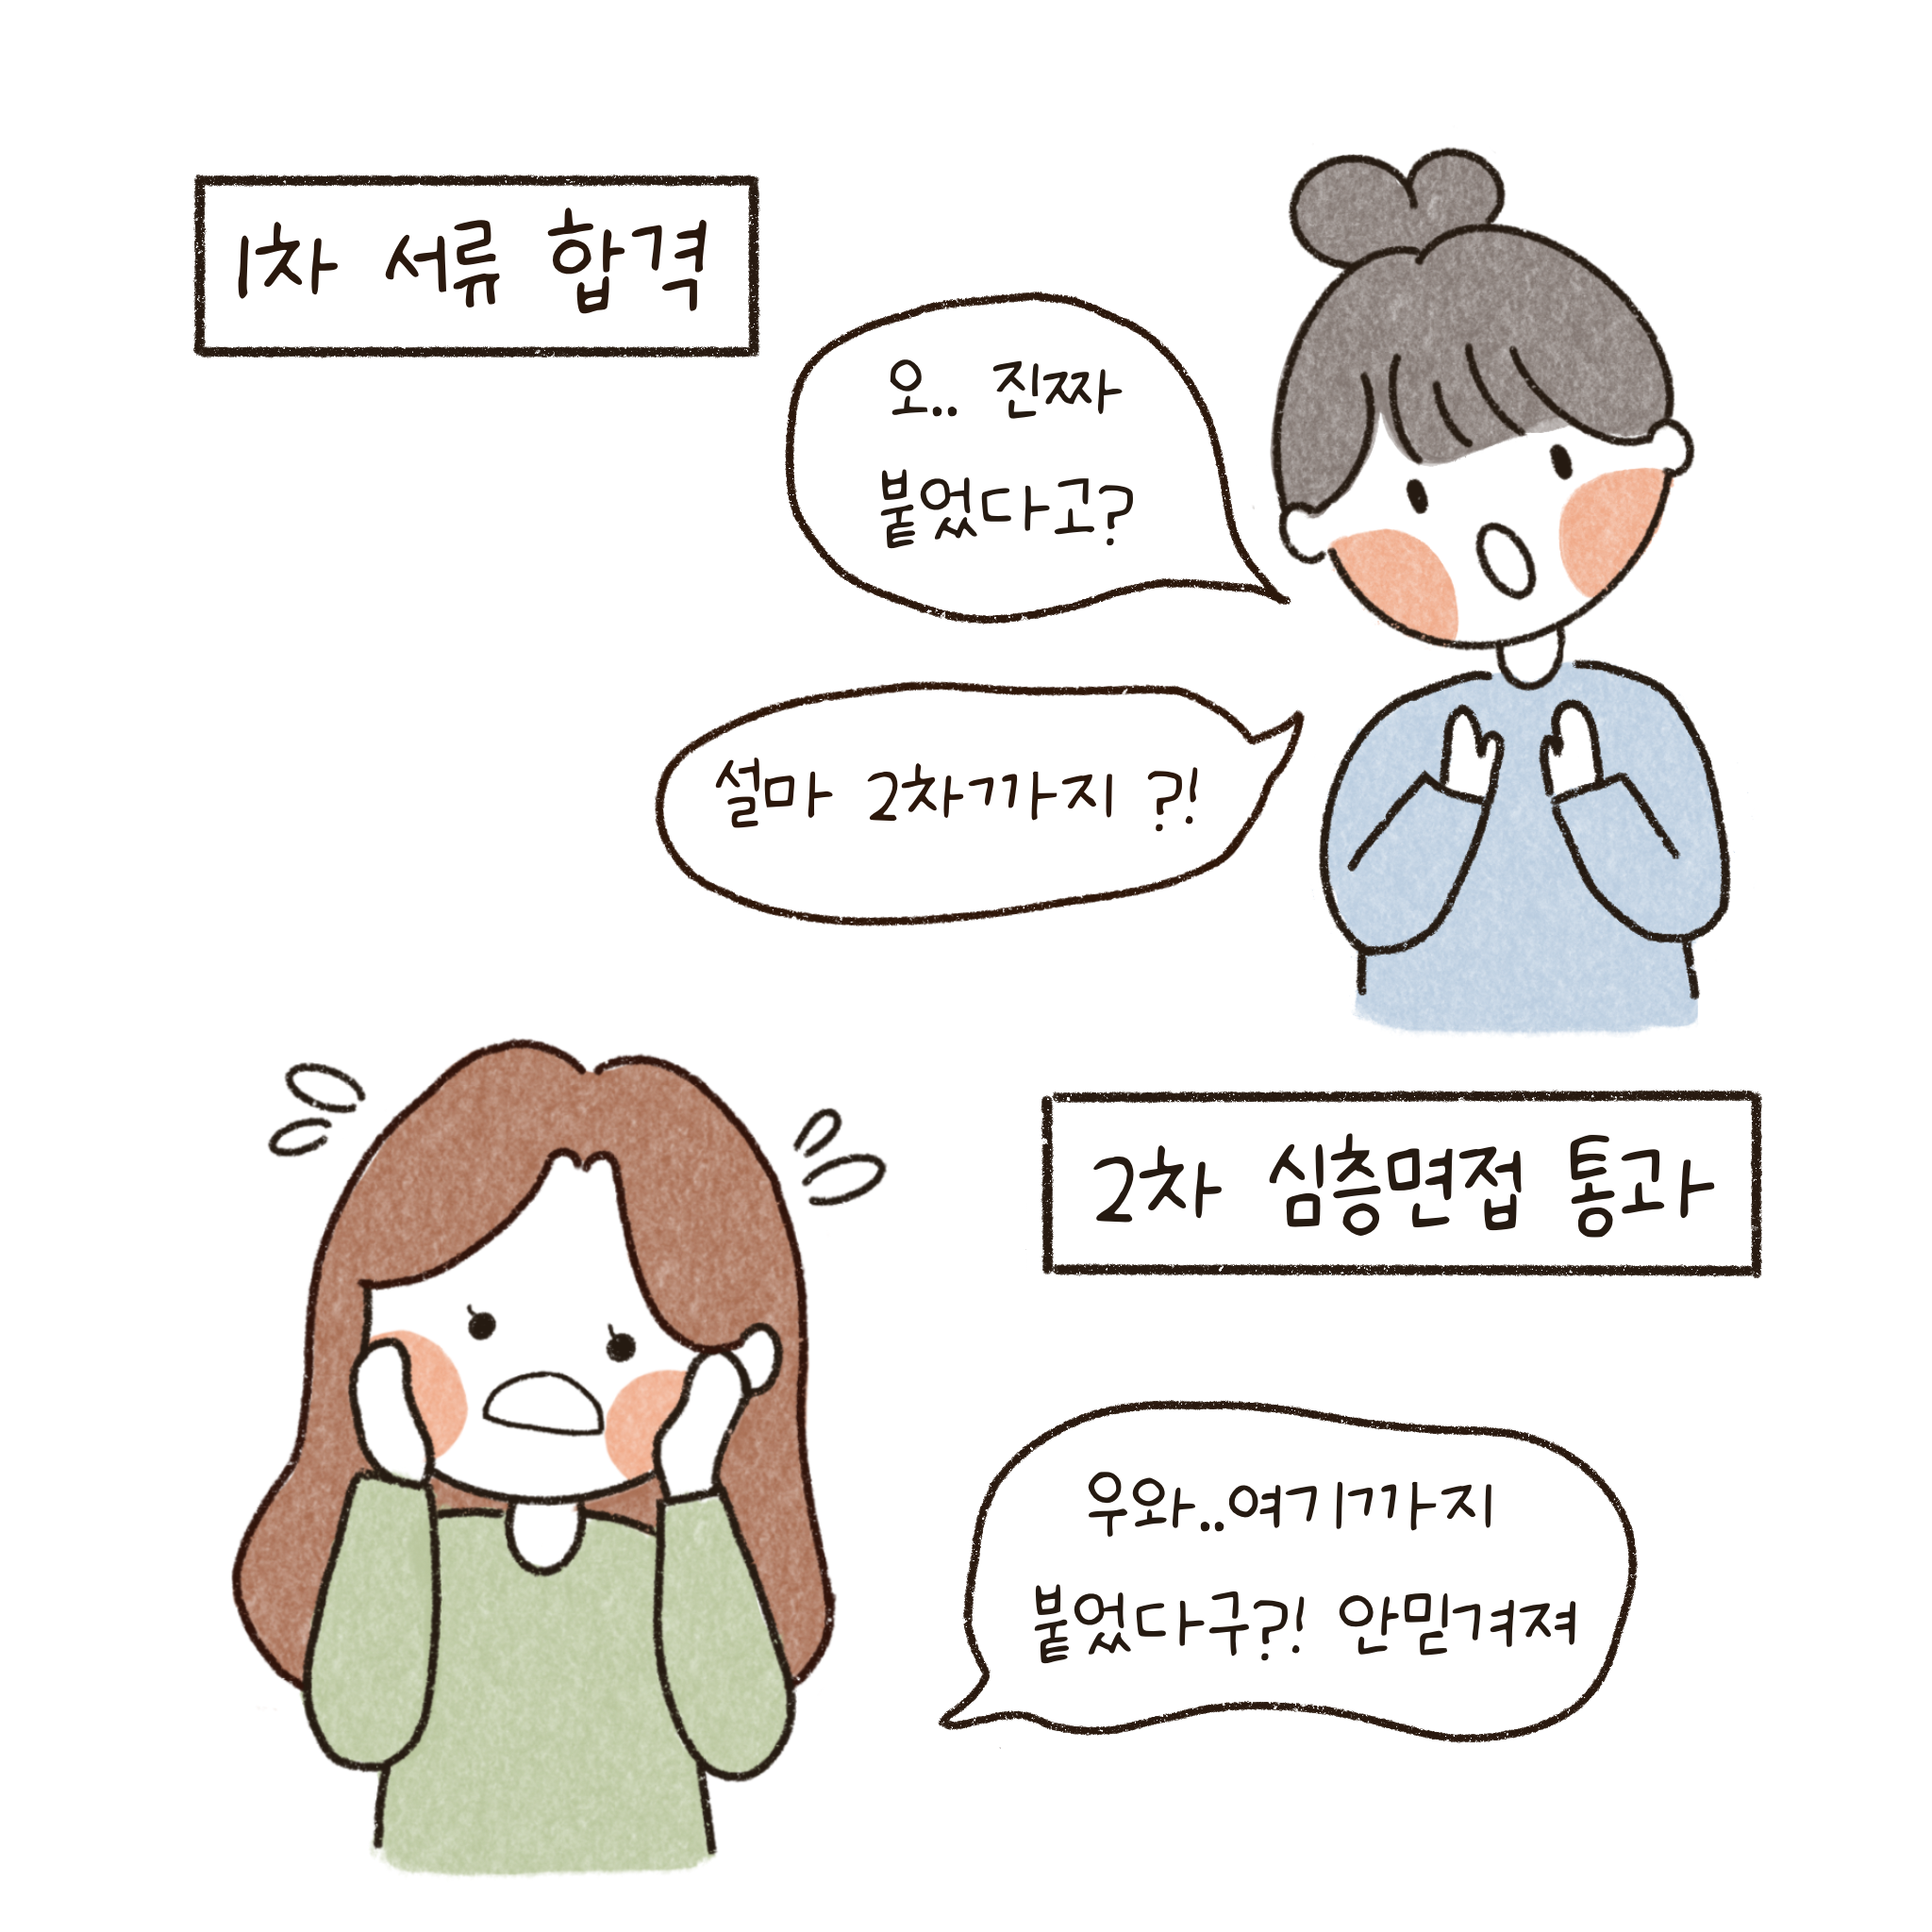 1차 서류 합격
오.. 진짜
붙었다고?
설마 2차까지 ?!
2차 심층면접 통과
우와..여기까지
붙었다구?! 안믿겨져